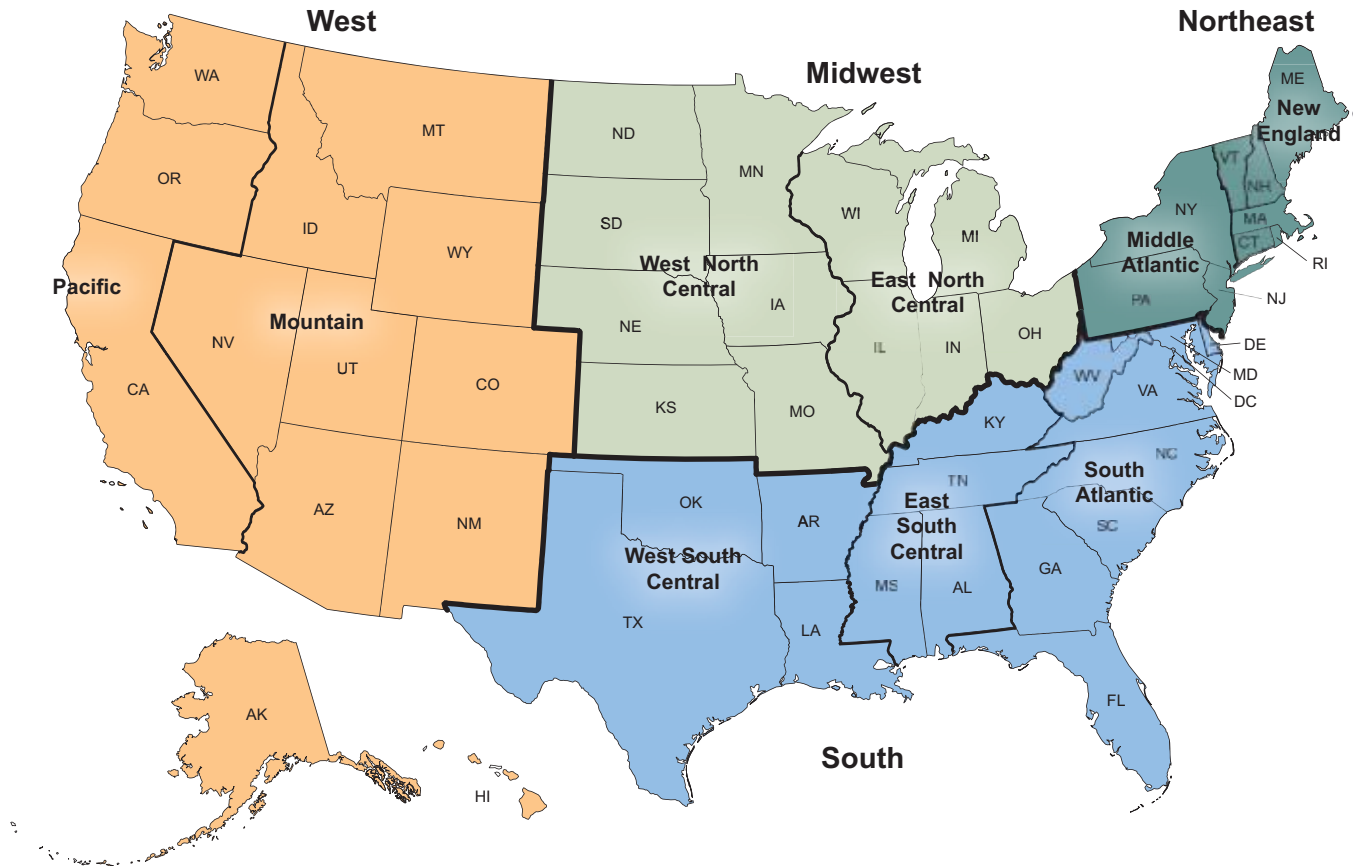 West
Northeast
Midwest
ME
New
England
WA
MT
ND
MN
VT
NH
OR
ID
WY
SD
WI
MI
NY
MA
CT
RI
Middle
Atlantic
Pacific
Mountain
West North
Central
East North
Central
PA
NJ
NV
UT
CO
NE
IA
IL
IN
OH
DE
MD
DC
CA
KS
MO
WV
VA
KY
AZ
NM
OK
AR
TN
NC
South
Atlantic
SC
East
South
Central
West South
Central
TX
LA
MS
AL
GA
FL
AK
HI
South